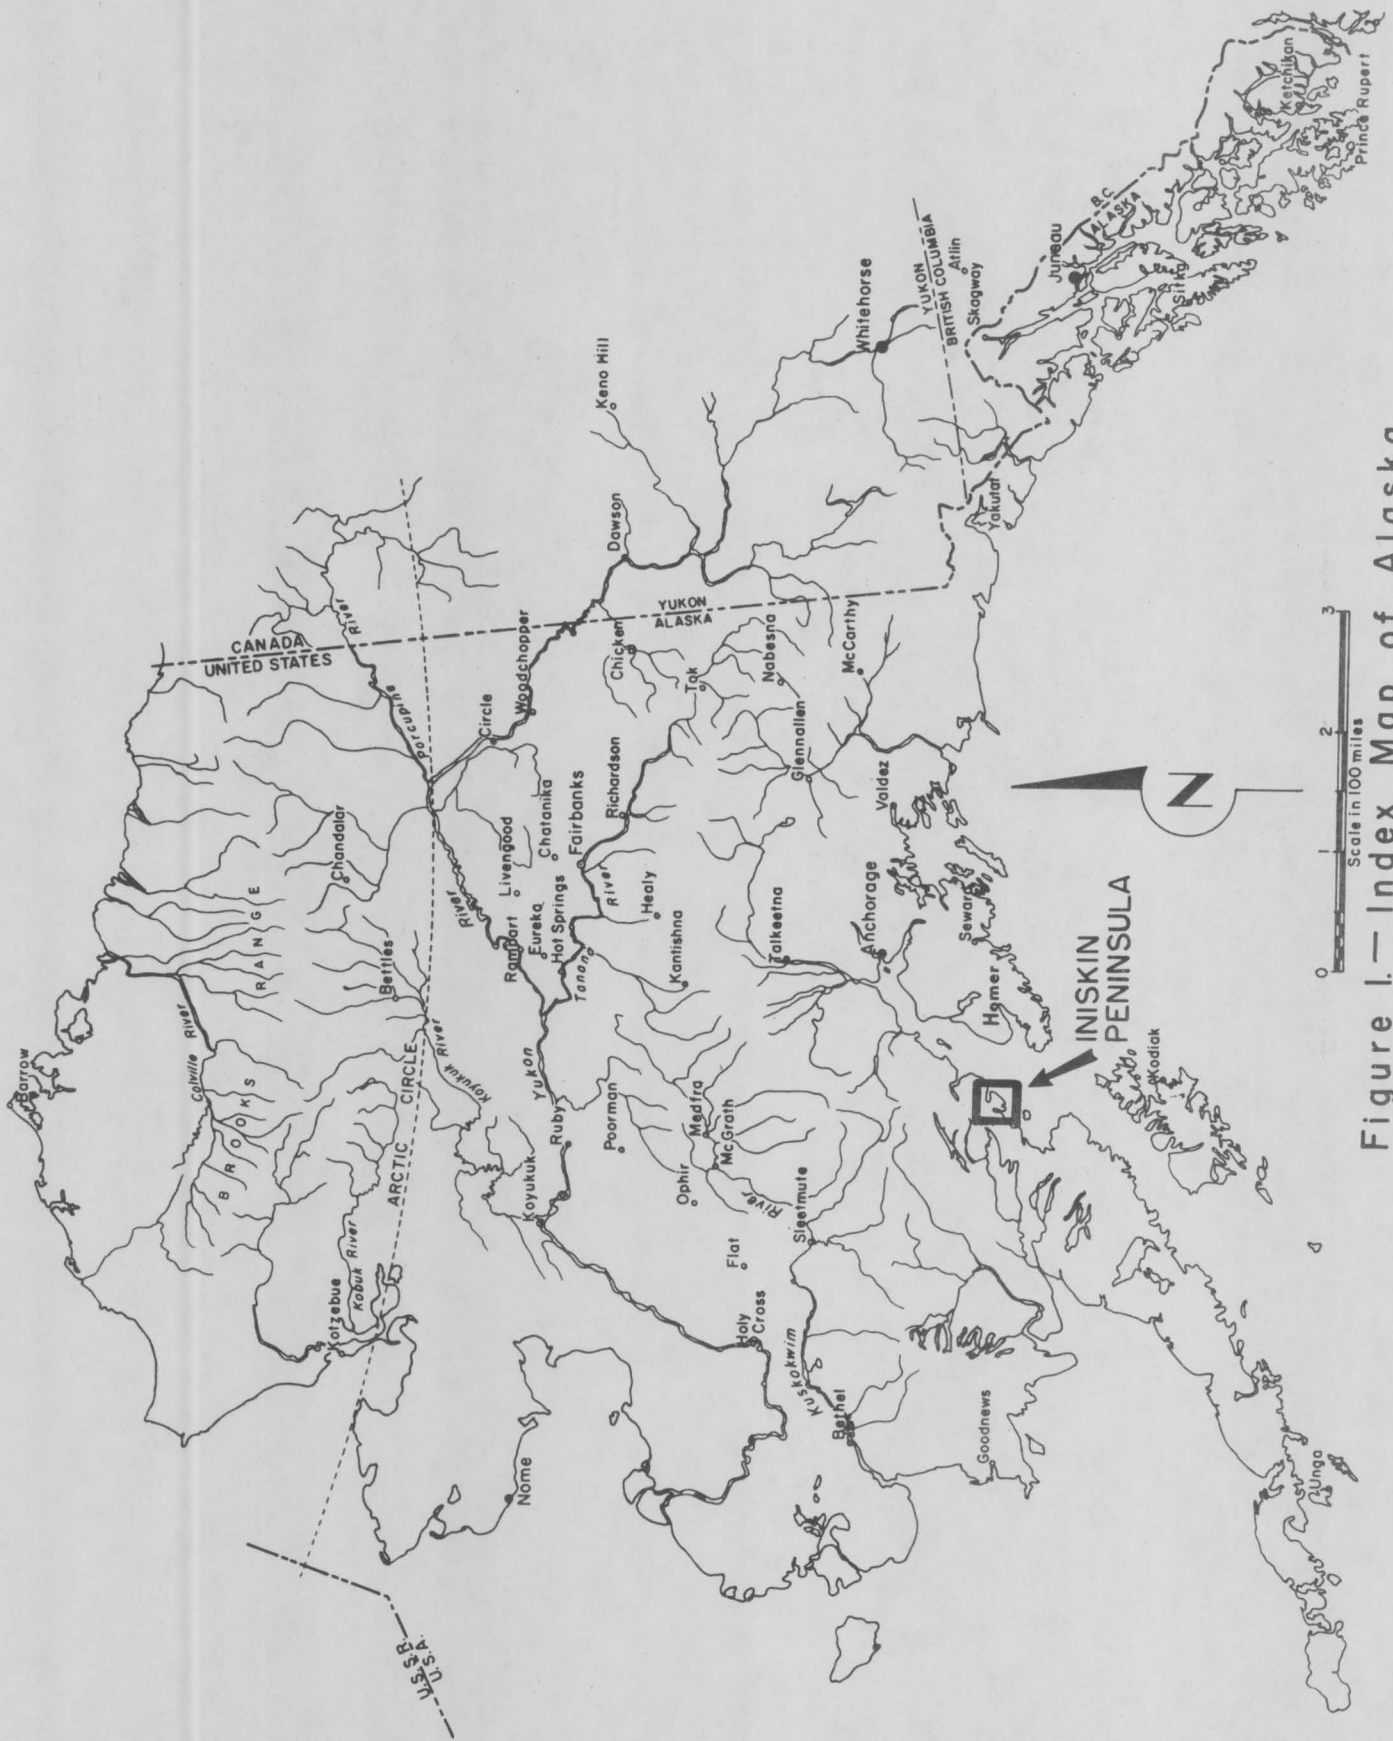 Barrow
Colville River
BROOKS
RANGE
Chandalar
Bettles
CANADA
UNITED STATES
River
Porcupine
ARCTIC CIRCLE
Kotzebue
Kobuk River
Koyukuk River
Circle
Woodchopper
Dawson
Keno Hill
YUKON
ALASKA
Chicken
Tok
Nabesna
McCarthy
Glennallen
Richardson
Fairbanks
Chatanika
Livengood
River
Rampart
Eureka
Hot Springs
River
Healy
Kantishna
Yukon
Ruby
Koyukuk
Poorman
Medfra
McGrath
Ophir
River
Sleetmute
Flat
Holy
Cross
Kuskokwim
Bethel
Goodnews
Nome
U.S.S.R.
U.S.A.
Talkeetna
Anchorage
Valdez
Seward
Homer
INISKIN
PENINSULA
Kodiak
Unga
Whitehorse
YUKON
BRITISH COLUMBIA
Atlin
Skagway
Yakutat
Juneau
B.C.
ALASKA
Sitka
Ketchikan
Prince Rupert
N
0 1 2 3
Scale in 100 miles
Figure 1.— Index Map of Alaska